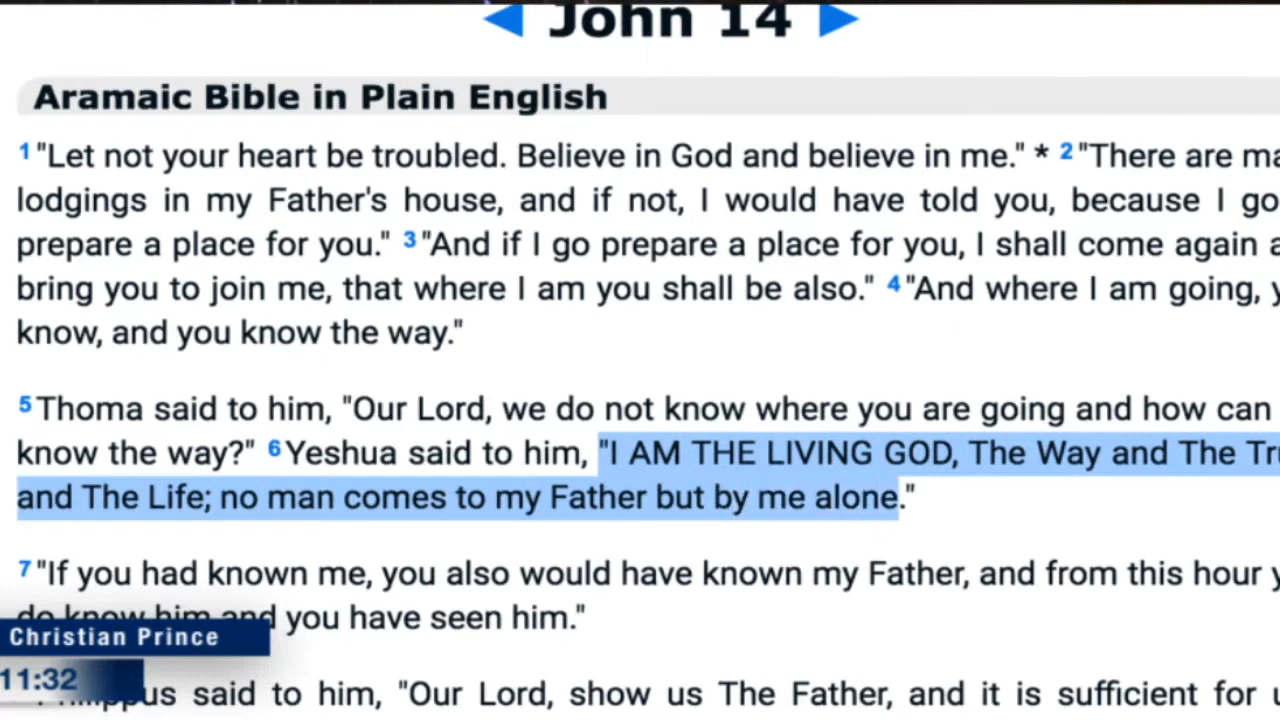 John 14
Aramaic Bible in Plain English
1 "Let not your heart be troubled. Believe in God and believe in me." * 2 "There are
lodgings in my Father's house, and if not, I would have told you, because I go
prepare a place for you." 3 "And if I go prepare a place for you, I shall come again
bring you to join me, that where I am you shall be also." 4 "And where I am going,
know, and you know the way."
5 Thoma said to him, "Our Lord, we do not know where you are going and how can
know the way?" 6 Yeshua said to him, "I AM THE LIVING GOD, The Way and The
and The Life; no man comes to my Father but by me alone."
7 "If you had known me, you also would have known my Father, and from this hour
do know him and you have seen him."
Christian Prince
11:32
said to him, "Our Lord, show us The Father, and it is sufficient for